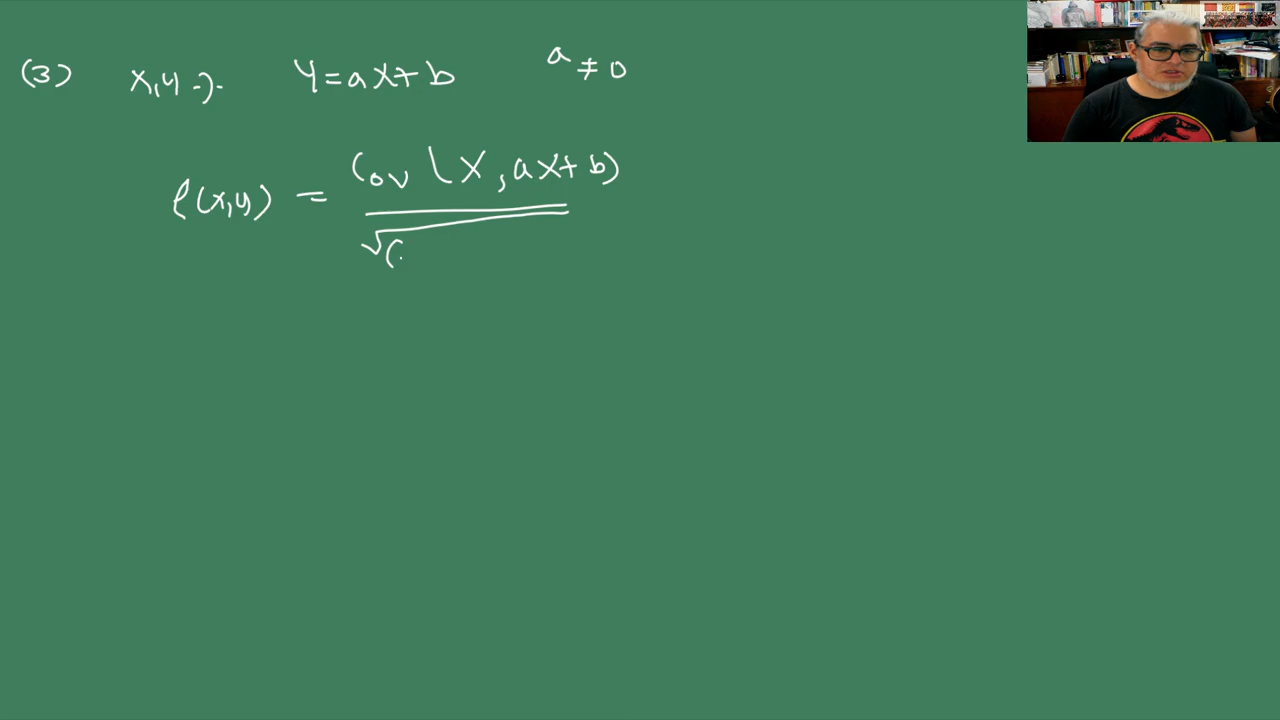 (3) X,Y -). Y=aX+b a≠0
ρ(X,Y) = Cov(X,aX+b)
√(